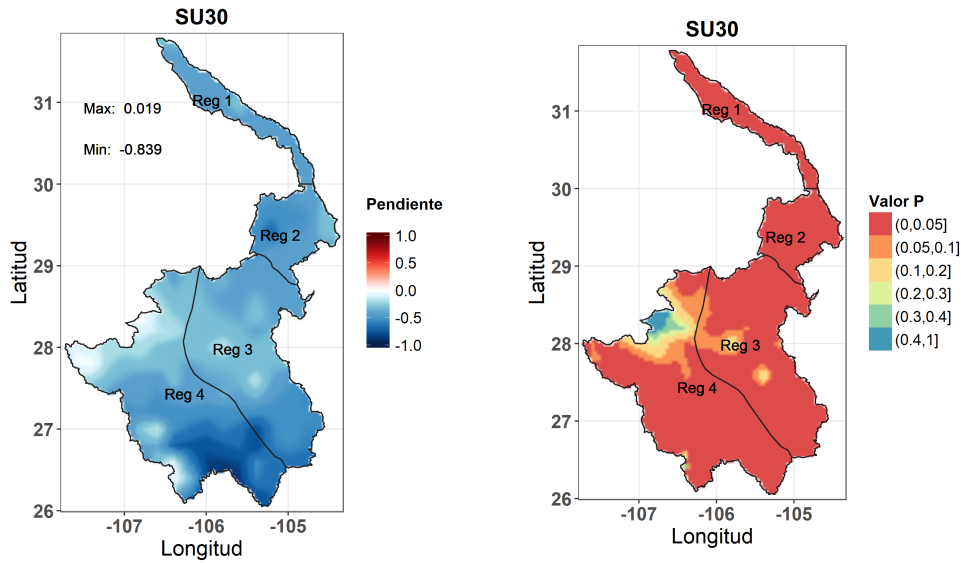 SU30
Max: 0.019
Min: -0.839
Reg 1
Reg 2
Reg 3
Reg 4
31
30
29
28
27
26
-107
-106
-105
Latitud
Longitud
Pendiente
1.0
0.5
0.0
-0.5
-1.0
SU30
Reg 1
Reg 2
Reg 3
Reg 4
31
30
29
28
27
26
-107
-106
-105
Latitud
Longitud
Valor P
(0,0.05]
(0.05,0.1]
(0.1,0.2]
(0.2,0.3]
(0.3,0.4]
(0.4,1]